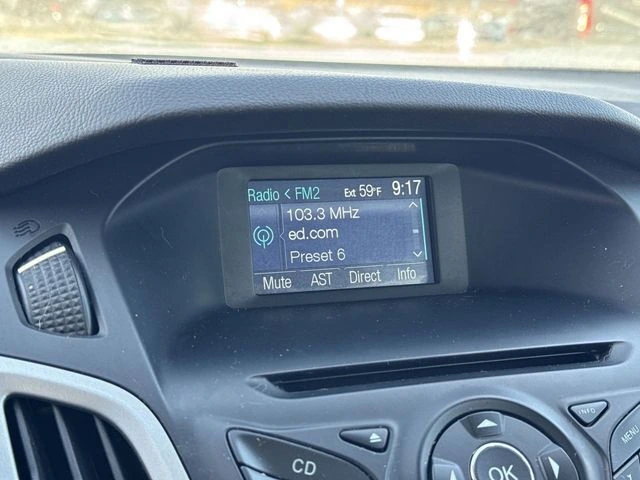 Radio < FM2 Ext 59°F 9:17
103.3 MHz
ed.com
Preset 6
Mute AST Direct Info
INFO
MENU
CD
OK